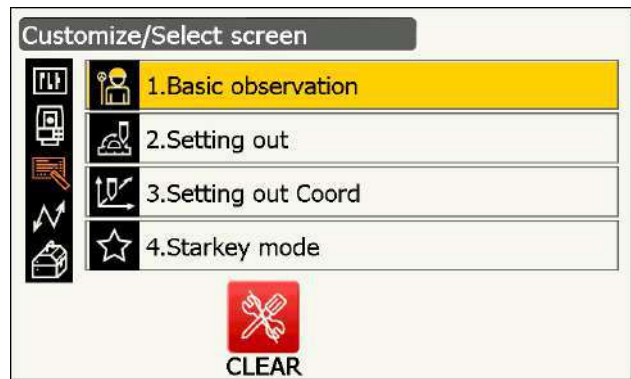 Customize/Select screen
1.Basic observation
2.Setting out
3.Setting out Coord
4.Starkey mode
CLEAR